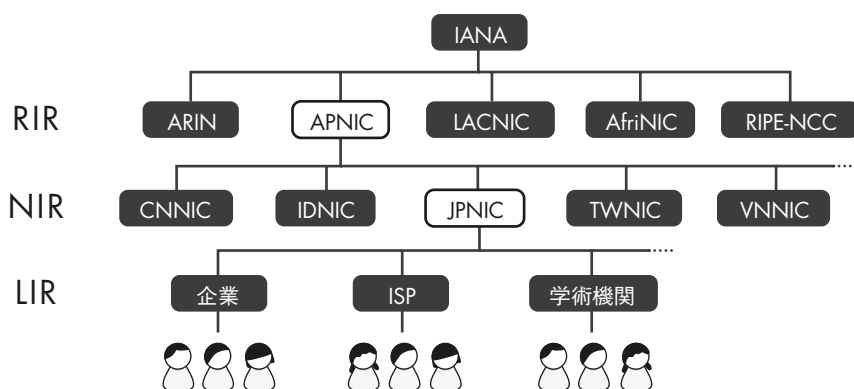 IANA
RIR
ARIN
APNIC
LACNIC
AfriNIC
RIPE-NCC
NIR
CNNIC
IDNIC
JPNIC
TWNIC
VNNIC
LIR
企業
ISP
学術機関